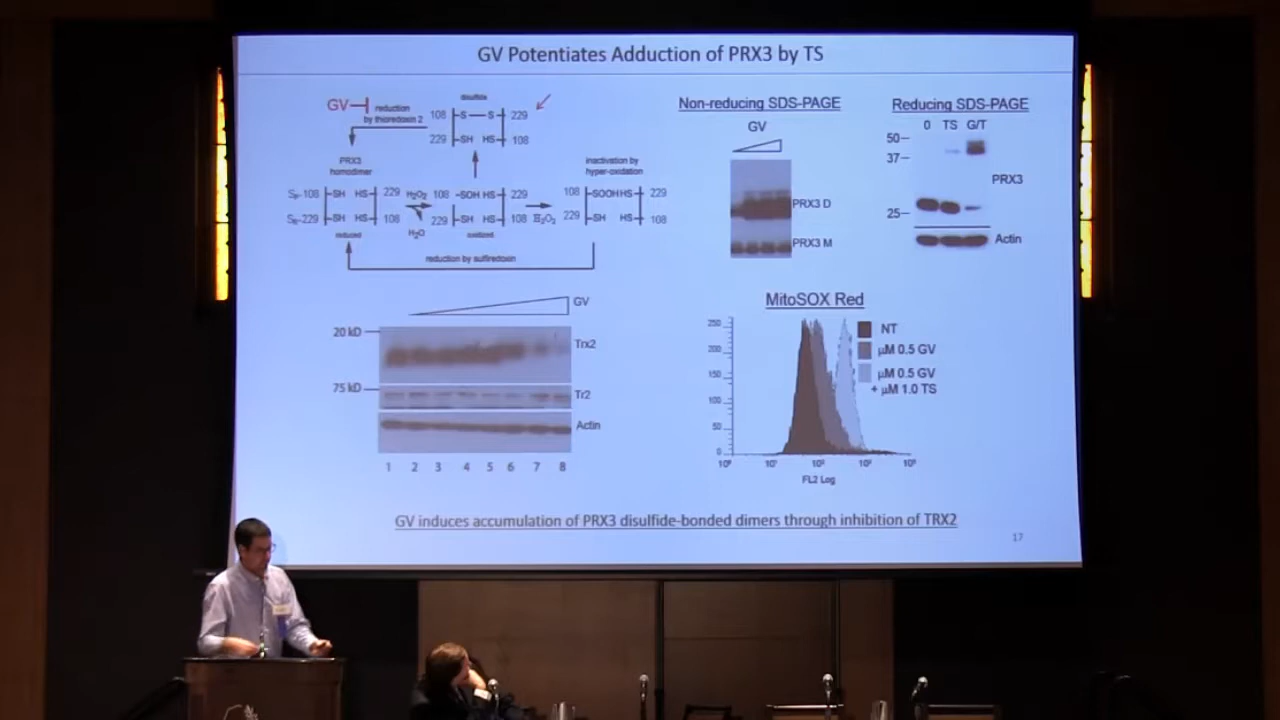 GV Potentiates Adduction of PRX3 by TS
disulfide
GV
reduction
by thioredoxin 2
108 S S 229
229 SH HS 108
PRX3
homodimer
inactivation by
hyper-oxidation
Sp-108 SH HS 229 H2O2 108 -SOH HS 229
108 SOOH HS 229
SR-229 SH HS 108 H2O 229 SH HS 108 H2O2
229 SH HS 108
reduced
oxidized
reduction by sulfiredoxin
Non-reducing SDS-PAGE
GV
PRX3 D
PRX3 M
Reducing SDS-PAGE
0 TS G/T
50
37
PRX3
25
Actin
GV
20 kD
Trx2
75 kD
Tr2
Actin
1 2 3 4 5 6 7 8
MitoSOX Red
250
200
150
100
50
0
NT
µM 0.5 GV
µM 0.5 GV
+ µM 1.0 TS
FL2 Log
GV induces accumulation of PRX3 disulfide-bonded dimers through inhibition of TRX2
17